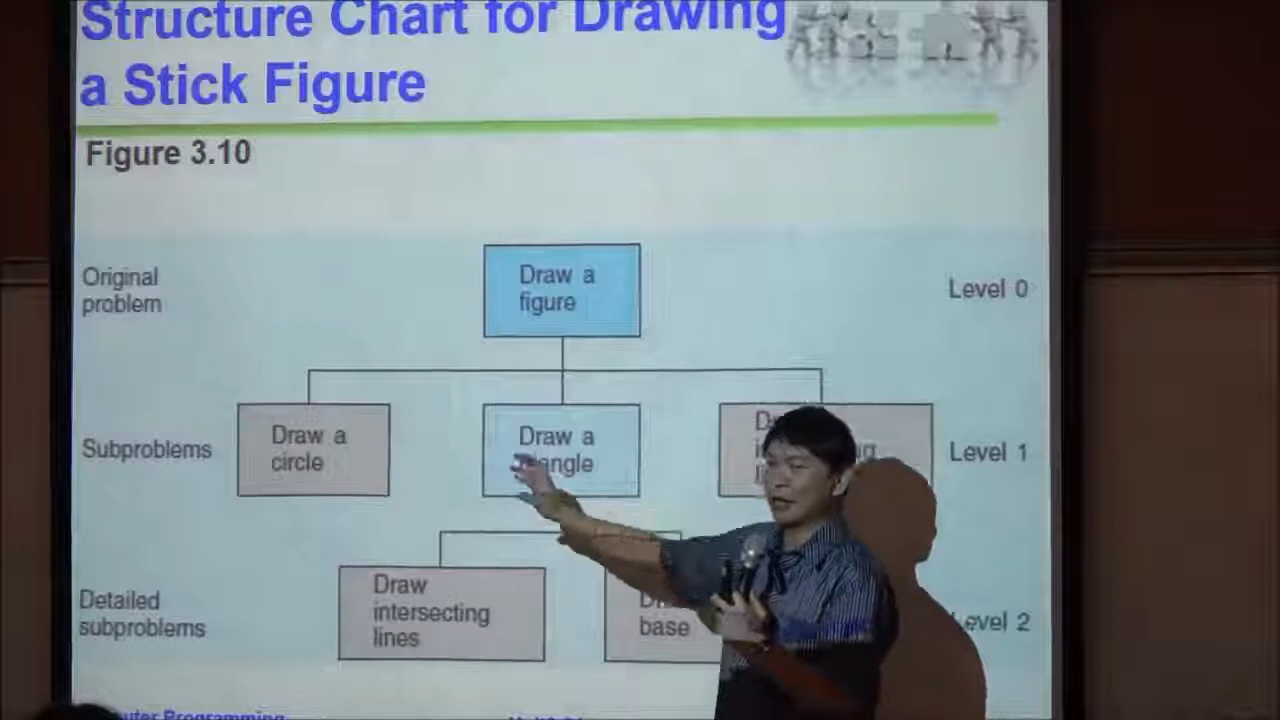 Structure Chart for Drawing
a Stick Figure
Figure 3.10
Original
problem
Draw a
figure
Level 0
Subproblems
Draw a
circle
Draw a
Level 1
Detailed
subproblems
Draw
intersecting
lines
base
Level 2
Programming